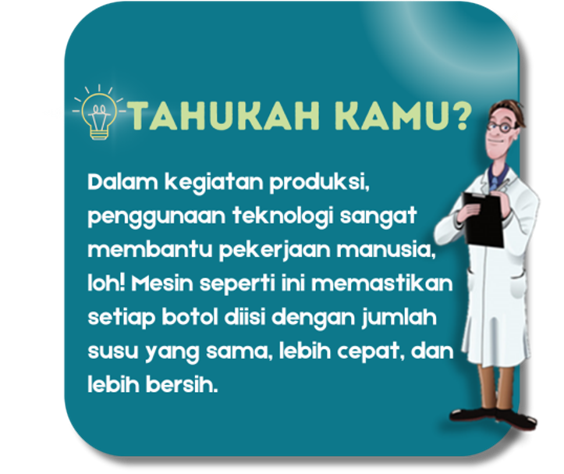 TAHUKAH KAMU?
Dalam kegiatan produksi,
penggunaan teknologi sangat
membantu pekerjaan manusia,
loh! Mesin seperti ini memastikan
setiap botol diisi dengan jumlah
susu yang sama, lebih cepat, dan
lebih bersih.